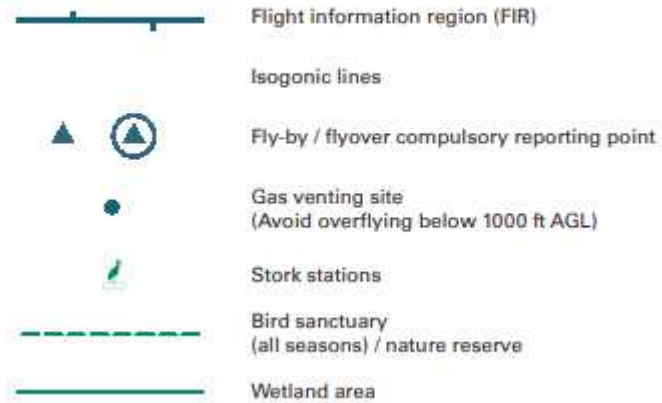 Flight information region (FIR)
Isogonic lines
Fly-by / flyover compulsory reporting point
Gas venting site
(Avoid overflying below 1000 ft AGL)
Stork stations
Bird sanctuary
(all seasons) / nature reserve
Wetland area